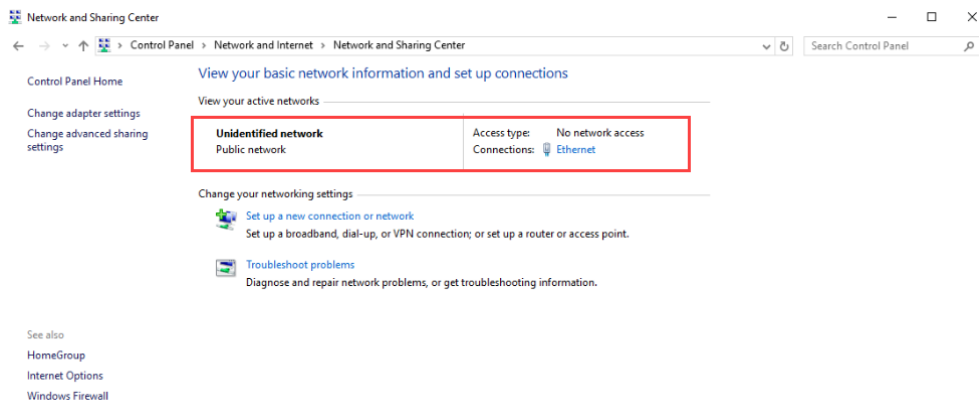 Network and Sharing Center
Control Panel > Network and Internet > Network and Sharing Center
Search Control Panel
Control Panel Home
Change adapter settings
Change advanced sharing
settings
View your basic network information and set up connections
View your active networks
Unidentified network
Public network
Access type: No network access
Connections: Ethernet
Change your networking settings
Set up a new connection or network
Set up a broadband, dial-up, or VPN connection; or set up a router or access point.
Troubleshoot problems
Diagnose and repair network problems, or get troubleshooting information.
See also
HomeGroup
Internet Options
Windows Firewall